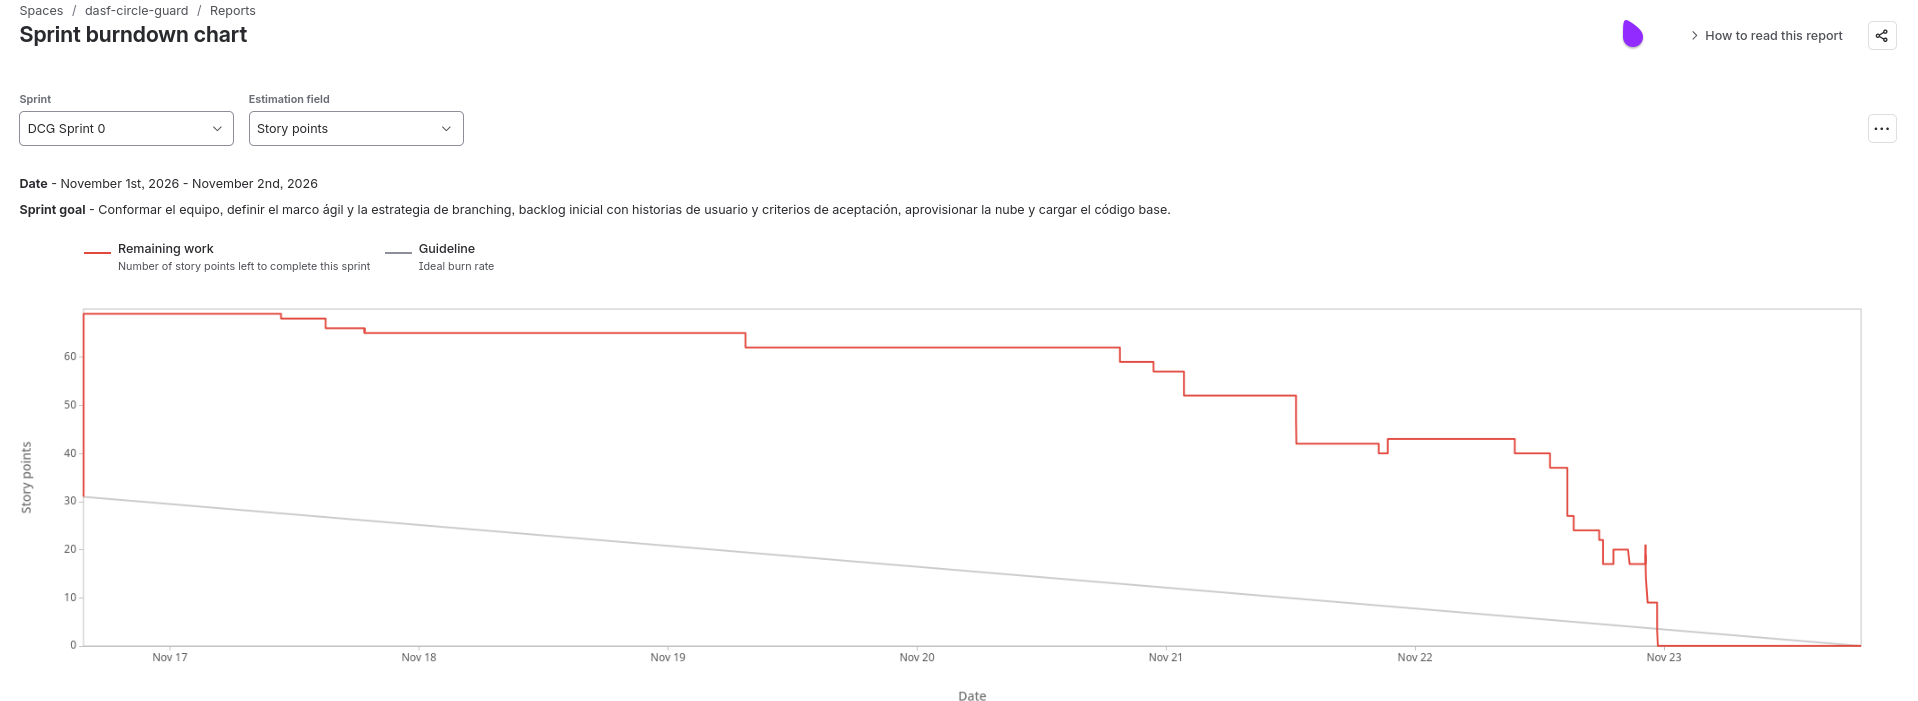 Spaces / dasf-circle-guard / Reports
Sprint burndown chart
How to read this report
Sprint
Estimation field
DCG Sprint 0
Story points
Date - November 1st, 2026 - November 2nd, 2026
Sprint goal - Conformar el equipo, definir el marco ágil y la estrategia de branching, backlog inicial con historias de usuario y criterios de aceptación, aprovisionar la nube y cargar el código base.
Remaining work
Number of story points left to complete this sprint
Guideline
Ideal burn rate
60
50
40
30
20
10
0
Story points
Nov 17
Nov 18
Nov 19
Nov 20
Nov 21
Nov 22
Nov 23
Date